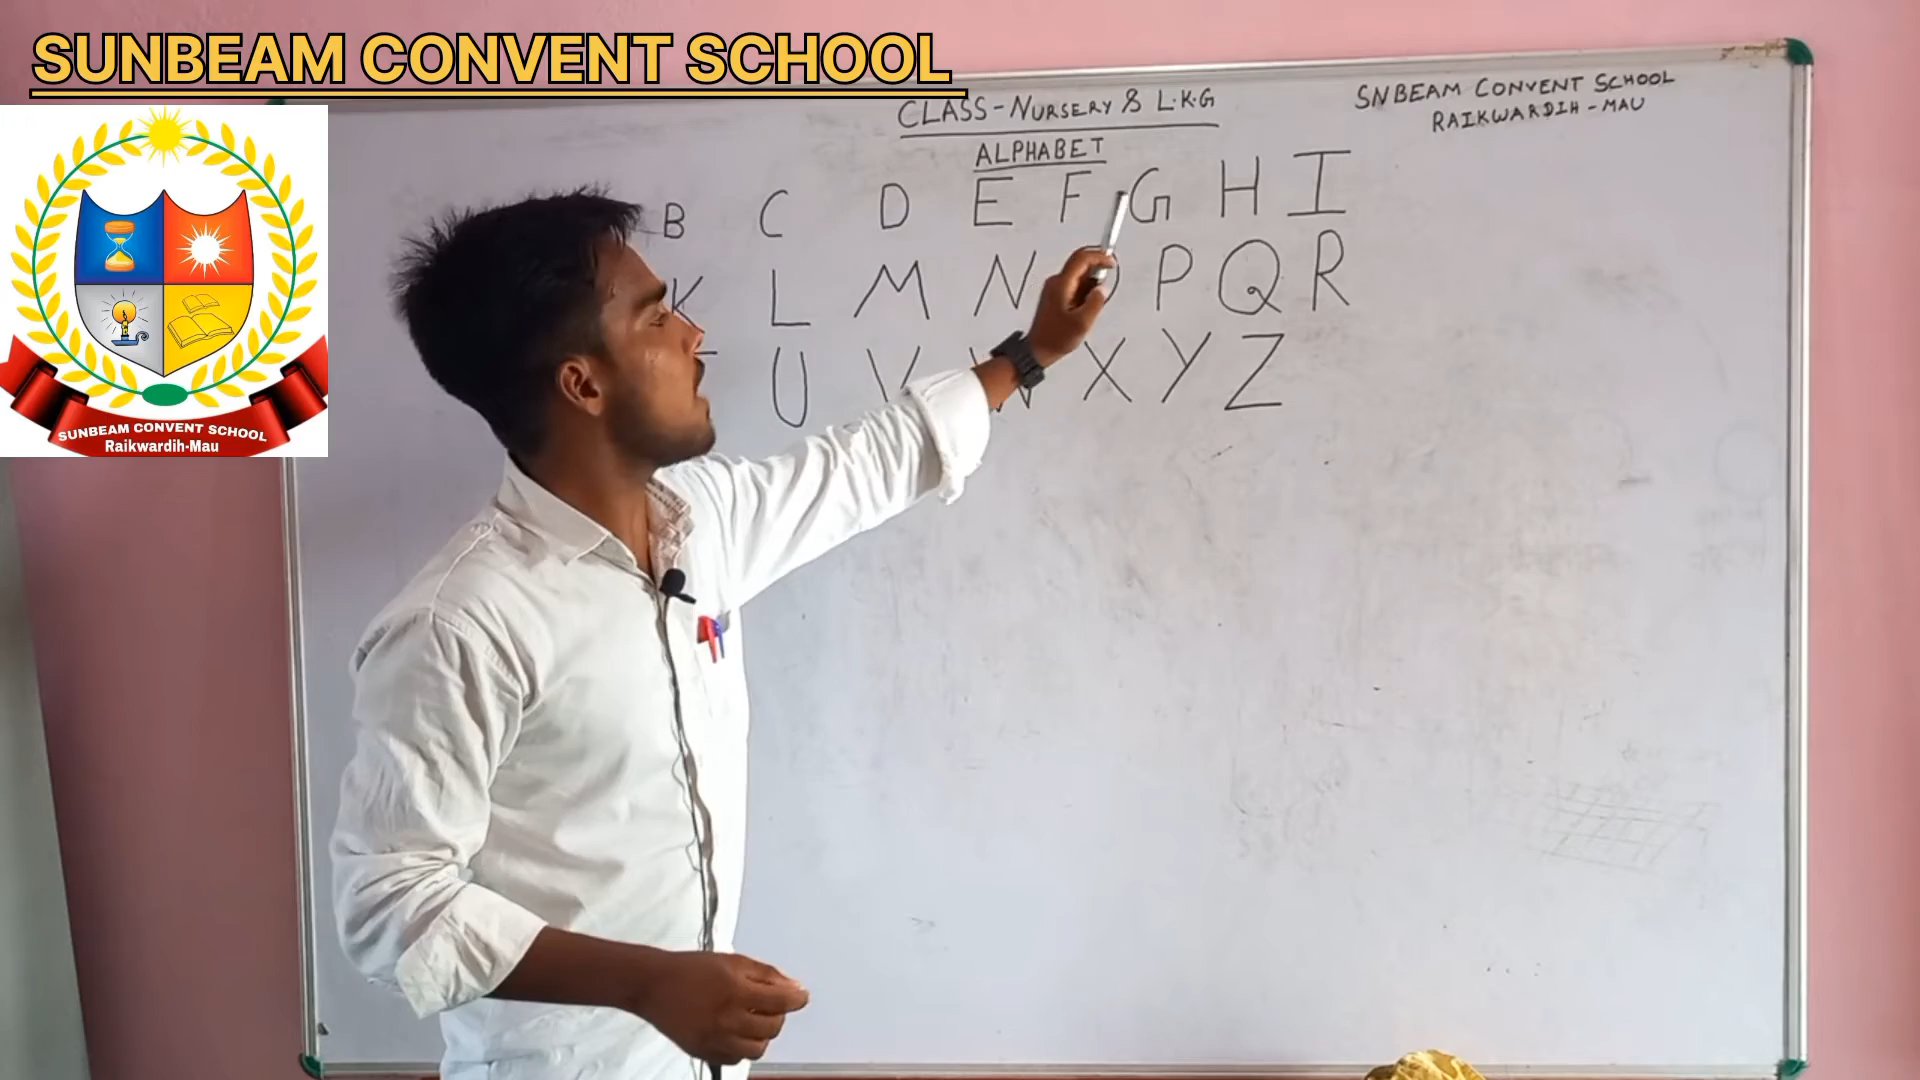 SUNBEAM CONVENT SCHOOL
SUNBEAM CONVENT SCHOOL
Raikwardih-Mau
CLASS-NURSERY & L.K.G
ALPHABET
SNBEAM CONVENT SCHOOL
RAIKWARDIH-MAU
B C D E F G H I
K L M N O P Q R
T U V W X Y Z